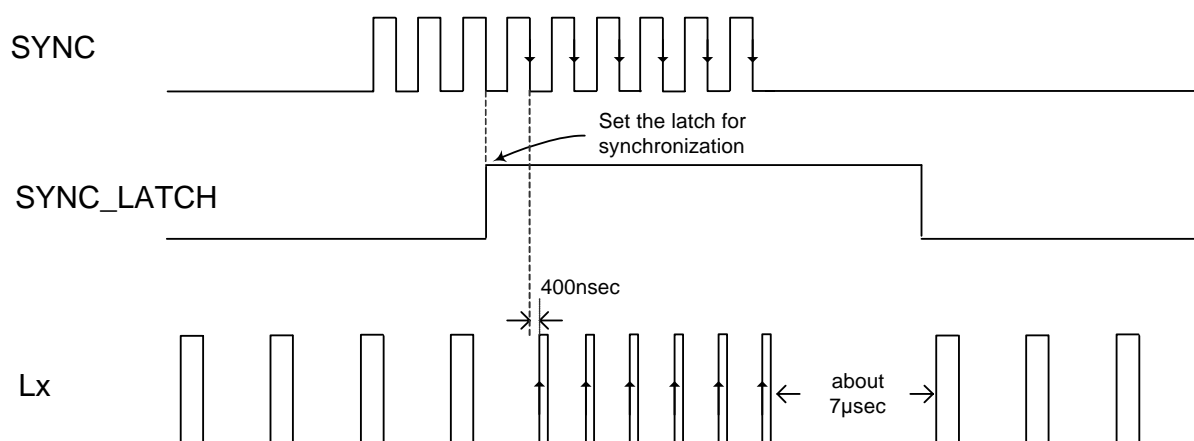 SYNC
Set the latch for
synchronization
SYNC_LATCH
400nsec
Lx
about
7µsec